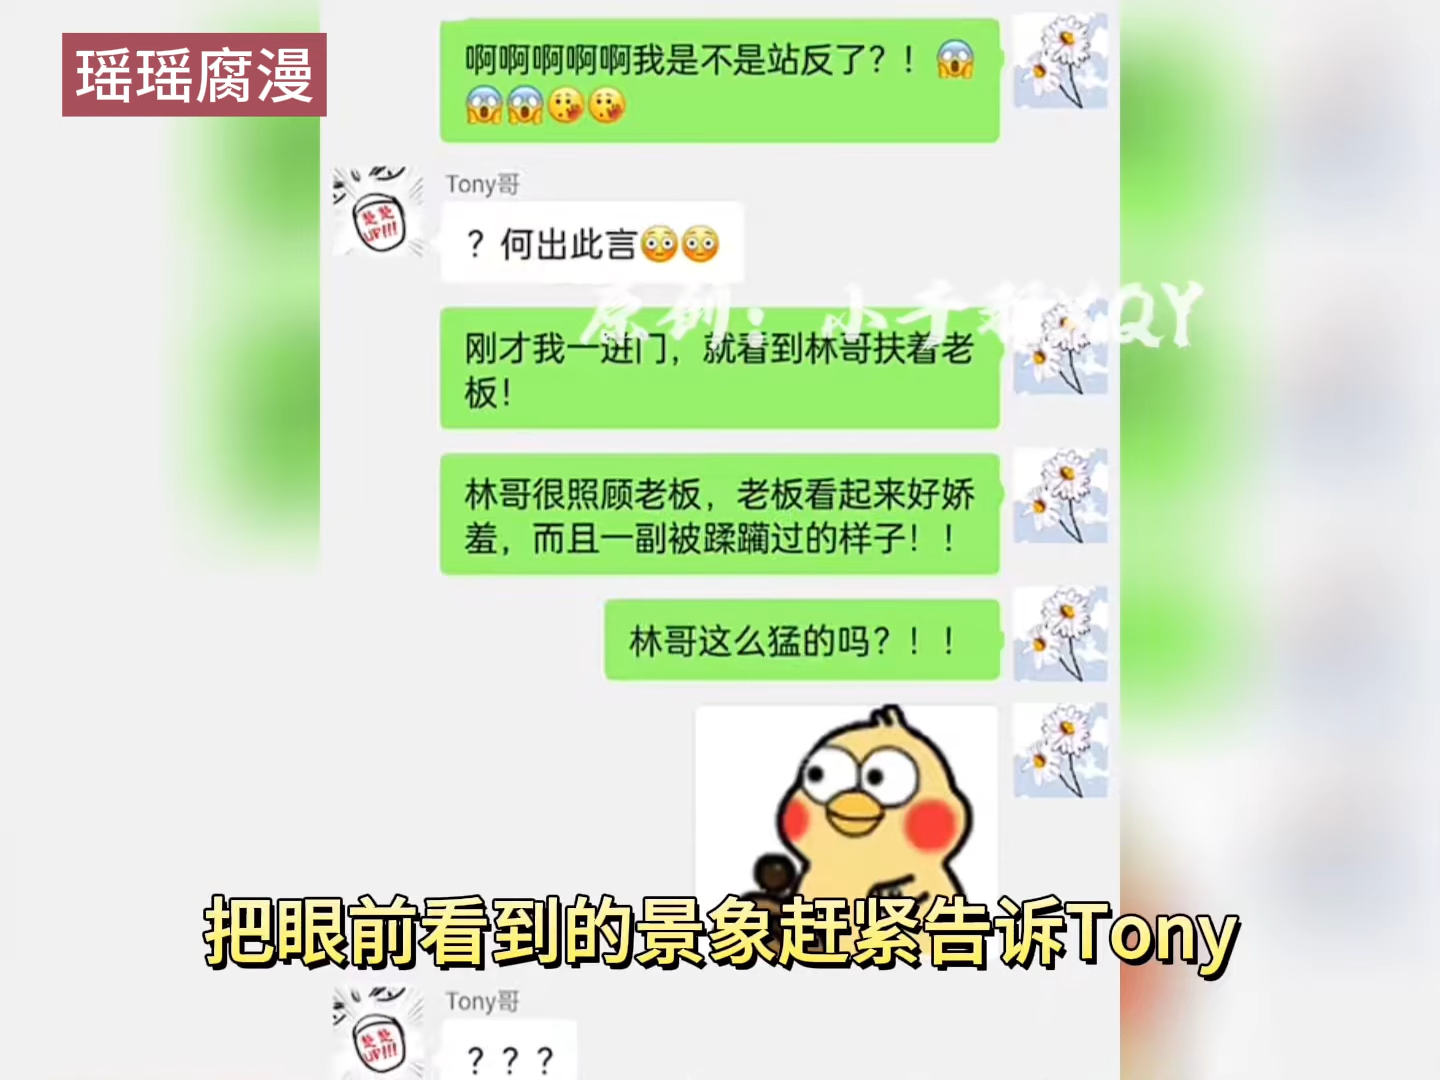 瑶瑶腐漫
啊啊啊啊啊我是不是站反了？！😱
😱😱🫢🫢
Tony哥
？何出此言😳😳
原创：小千
刚才我一进门，就看到林哥扶着老
板！
林哥很照顾老板，老板看起来好娇
羞，而且一副被蹂躏过的样子！！
林哥这么猛的吗？！！
把眼前看到的景象赶紧告诉Tony
Tony哥
？？？